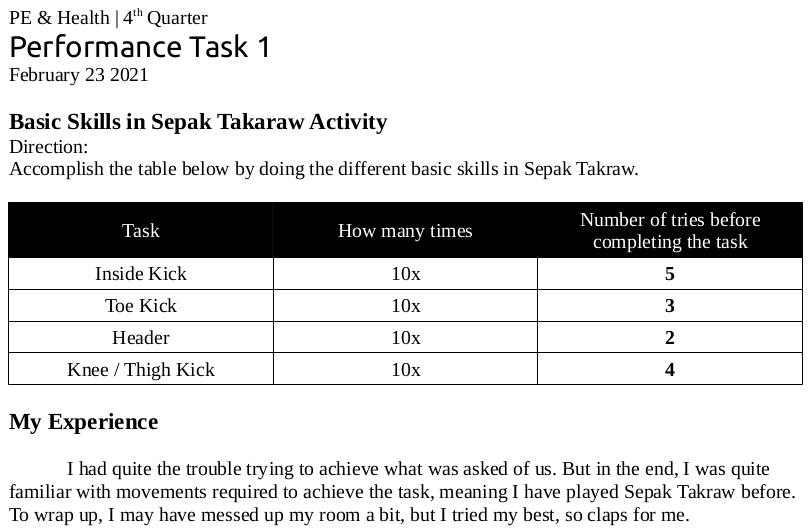 PE & Health | 4th Quarter
Performance Task 1
February 23 2021
Basic Skills in Sepak Takaraw Activity
Direction:
Accomplish the table below by doing the different basic skills in Sepak Takraw.
Task How many times Number of tries before
completing the task
Inside Kick 10x 5
Toe Kick 10x 3
Header 10x 2
Knee / Thigh Kick 10x 4
My Experience
I had quite the trouble trying to achieve what was asked of us. But in the end, I was quite
familiar with movements required to achieve the task, meaning I have played Sepak Takraw before.
To wrap up, I may have messed up my room a bit, but I tried my best, so claps for me.